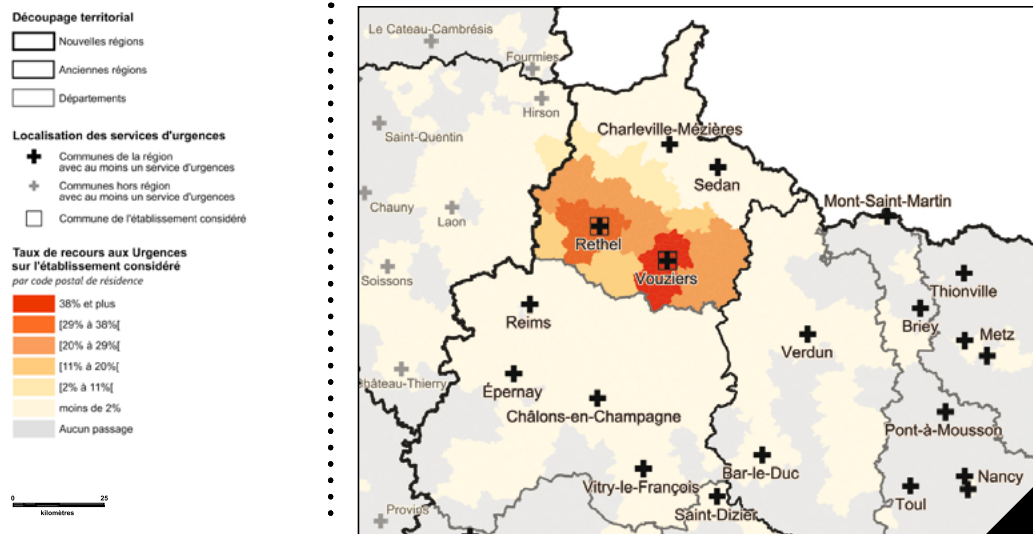 Découpage territorial
Nouvelles régions
Anciennes régions
Départements
Localisation des services d'urgences
Communes de la région
avec au moins un service d'urgences
Communes hors région
avec au moins un service d'urgences
Commune de l'établissement considéré
Taux de recours aux Urgences
sur l'établissement considéré
par code postal de résidence
38% et plus
[29% à 38%[
[20% à 29%[
[11% à 20%[
[2% à 11%[
moins de 2%
Aucun passage
0 25
kilomètres
Le Cateau-Cambrésis
Fourmies
Hirson
Saint-Quentin
Charleville-Mézières
Sedan
Chauny
Laon
Mont-Saint-Martin
Rethel
Vouziers
Soissons
Thionville
Reims
Briey
Metz
Verdun
Château-Thierry
Épernay
Châlons-en-Champagne
Pont-à-Mousson
Bar-le-Duc
Vitry-le-François
Nancy
Toul
Provins
Saint-Dizier